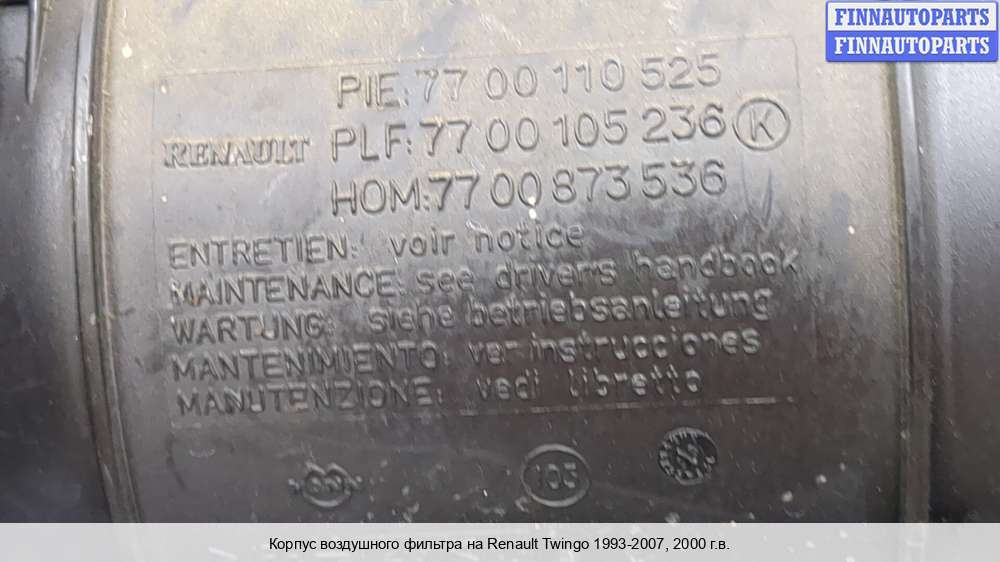 FINNAUTOPARTS
FINNAUTOPARTS
PIE: 77 00 110 525
RENAULT PLF: 77 00 105 236 K
HOM: 77 00 873 536
ENTRETIEN: voir notice
MAINTENANCE: see driver's handbook
WARTUNG: siehe betriebsanleitung
MANTENIMIENTO: ver instrucciones
MANUTENZIONE: vedi libretto
105
Корпус воздушного фильтра на Renault Twingo 1993-2007, 2000 г.в.